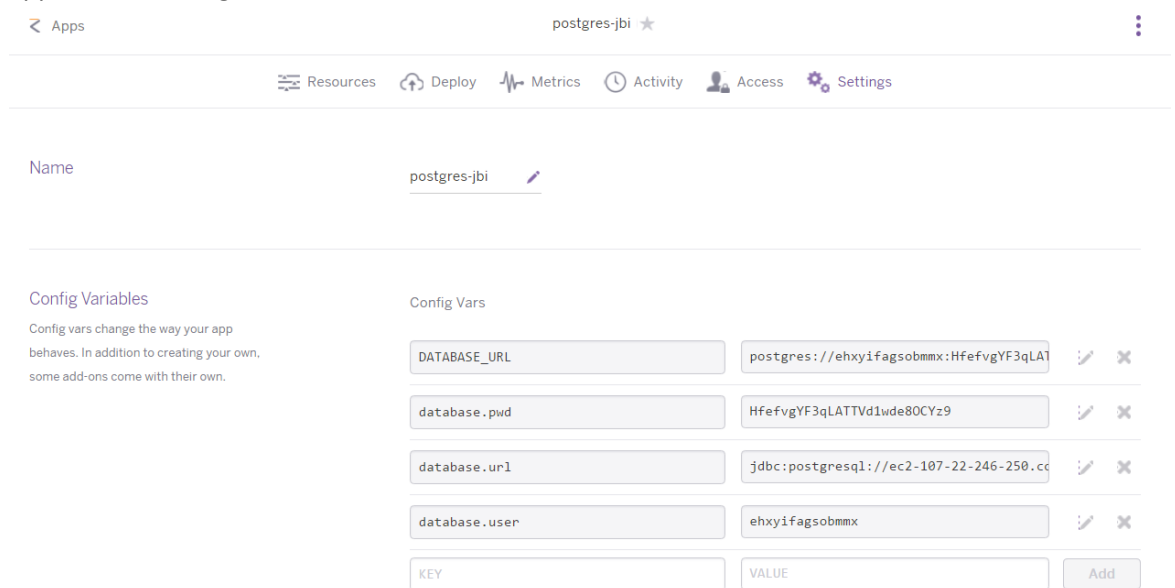 Apps
postgres-jbi
Resources Deploy Metrics Activity Access Settings
Name
postgres-jbi
Config Variables
Config vars change the way your app
behaves. In addition to creating your own,
some add-ons come with their own.
Config Vars
DATABASE_URL postgres://ehxyifagsobmmx:HfefvgYF3qLAT
database.pwd HfefvgYF3qLATTVd1wde8OCYz9
database.url jdbc:postgresql://ec2-107-22-246-250.co
database.user ehxyifagsobmmx
KEY VALUE Add